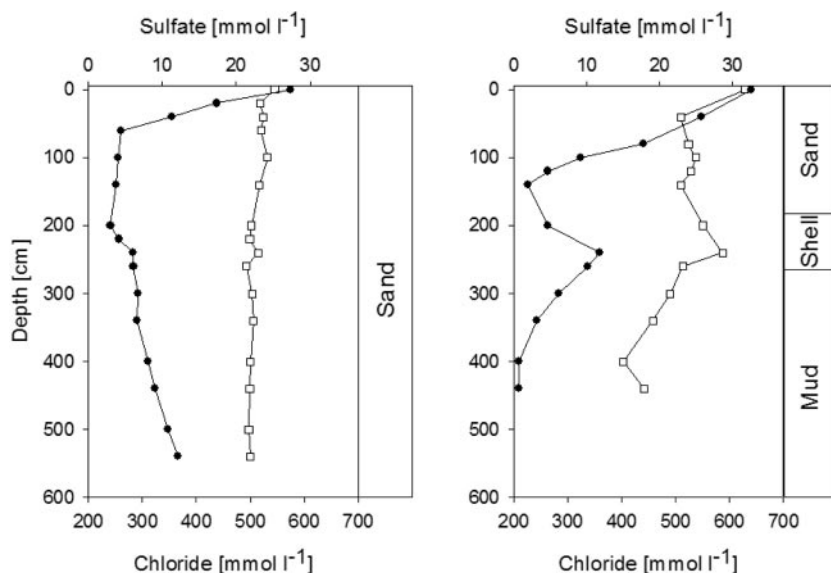 Sulfate [mmol l-1]
0 10 20 30
Depth [cm]
0
100
200
300
400
500
600
Sand
200 300 400 500 600 700
Chloride [mmol l-1]
Sulfate [mmol l-1]
0 10 20 30
0
100
200
300
400
500
600
Sand
Shell
Mud
200 300 400 500 600 700
Chloride [mmol l-1]